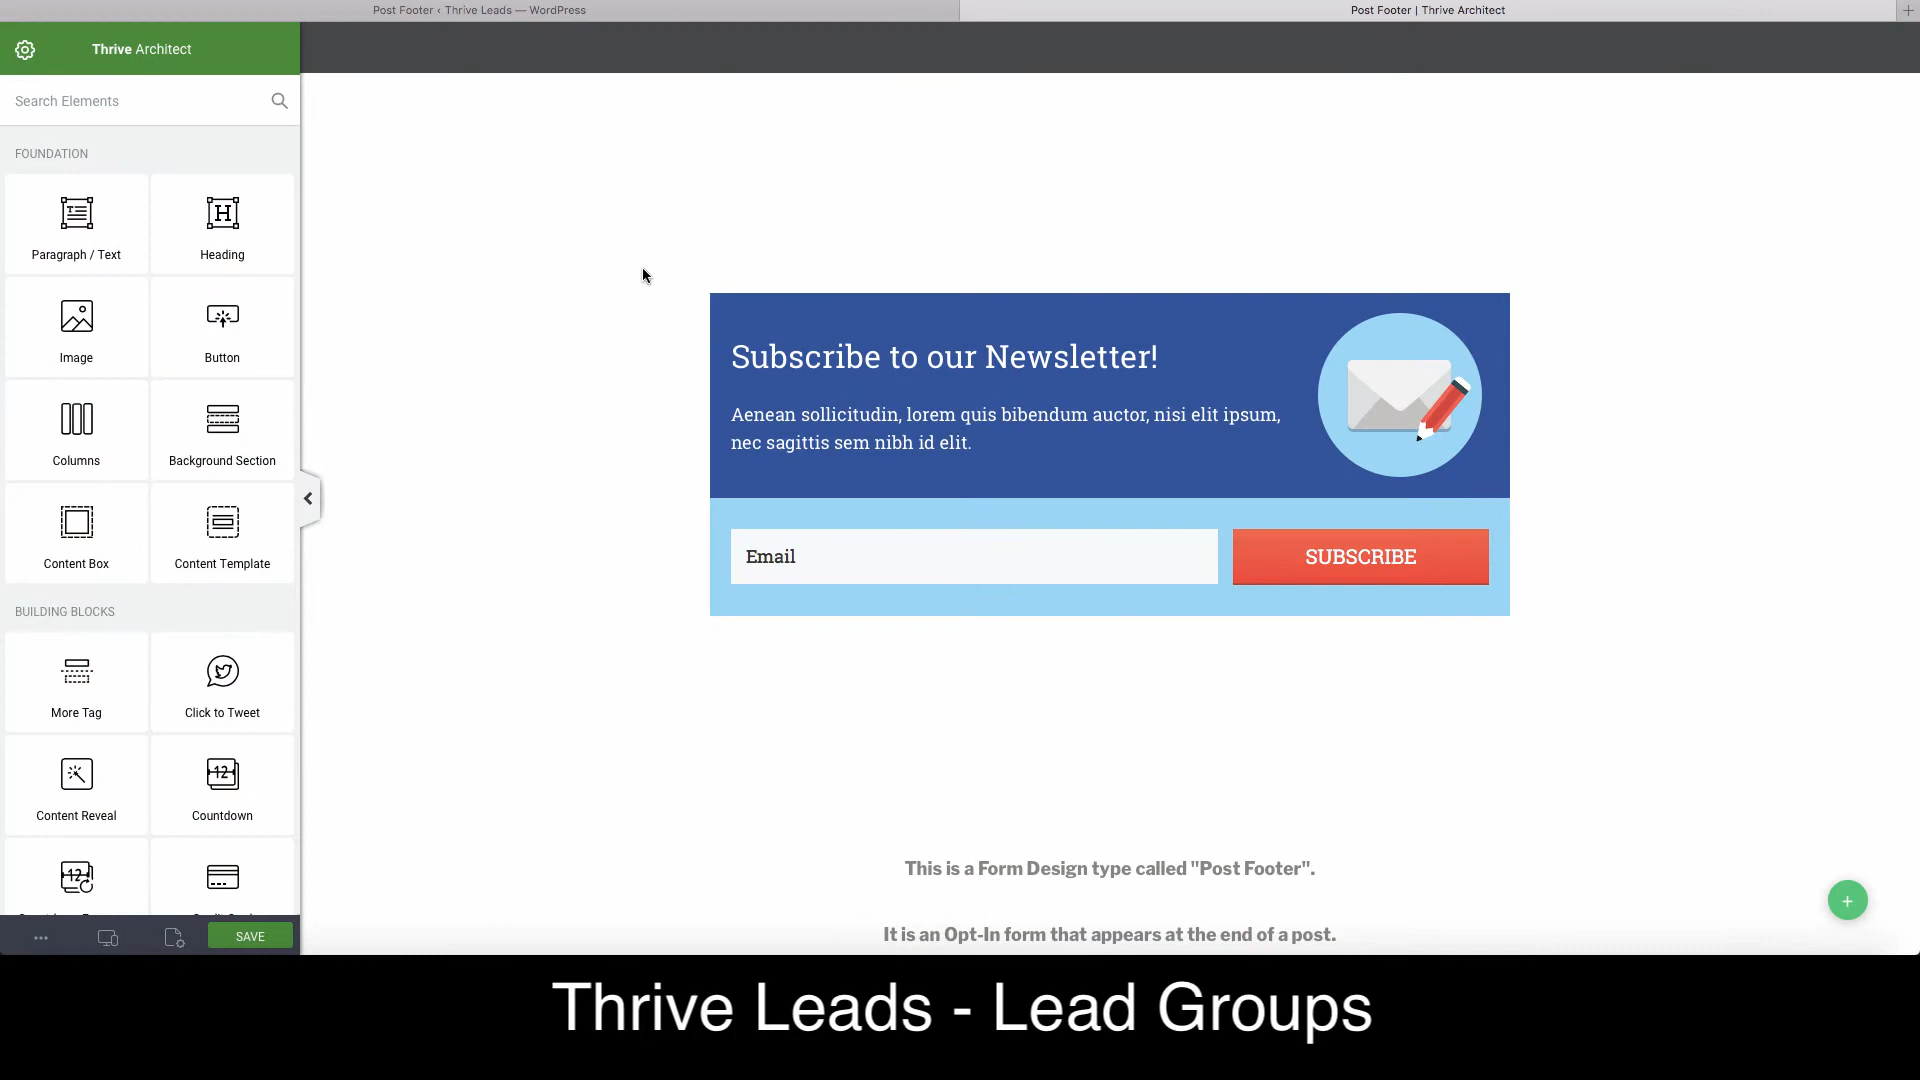 Post Footer ‹ Thrive Leads — WordPress
Post Footer | Thrive Architect
Thrive Architect
Search Elements
FOUNDATION
Paragraph / Text
Heading
Image
Button
Columns
Background Section
Content Box
Content Template
BUILDING BLOCKS
More Tag
Click to Tweet
Content Reveal
Countdown
SAVE
Subscribe to our Newsletter!
Aenean sollicitudin, lorem quis bibendum auctor, nisi elit ipsum,
nec sagittis sem nibh id elit.
Email
SUBSCRIBE
This is a Form Design type called "Post Footer".
It is an Opt-In form that appears at the end of a post.
Thrive Leads - Lead Groups